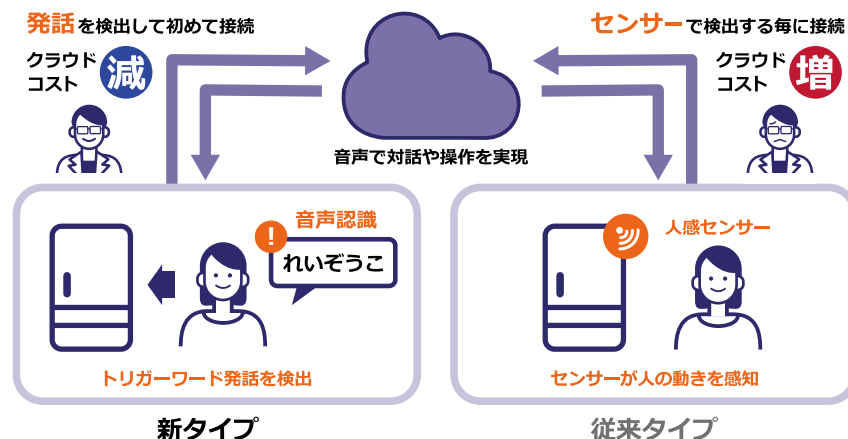 発話を検出して初めて接続
クラウド
コスト
減
センサーで検出する毎に接続
クラウド
コスト
増
音声で対話や操作を実現
音声認識
!
れいぞうこ
トリガーワード発話を検出
新タイプ
人感センサー
センサーが人の動きを感知
従来タイプ